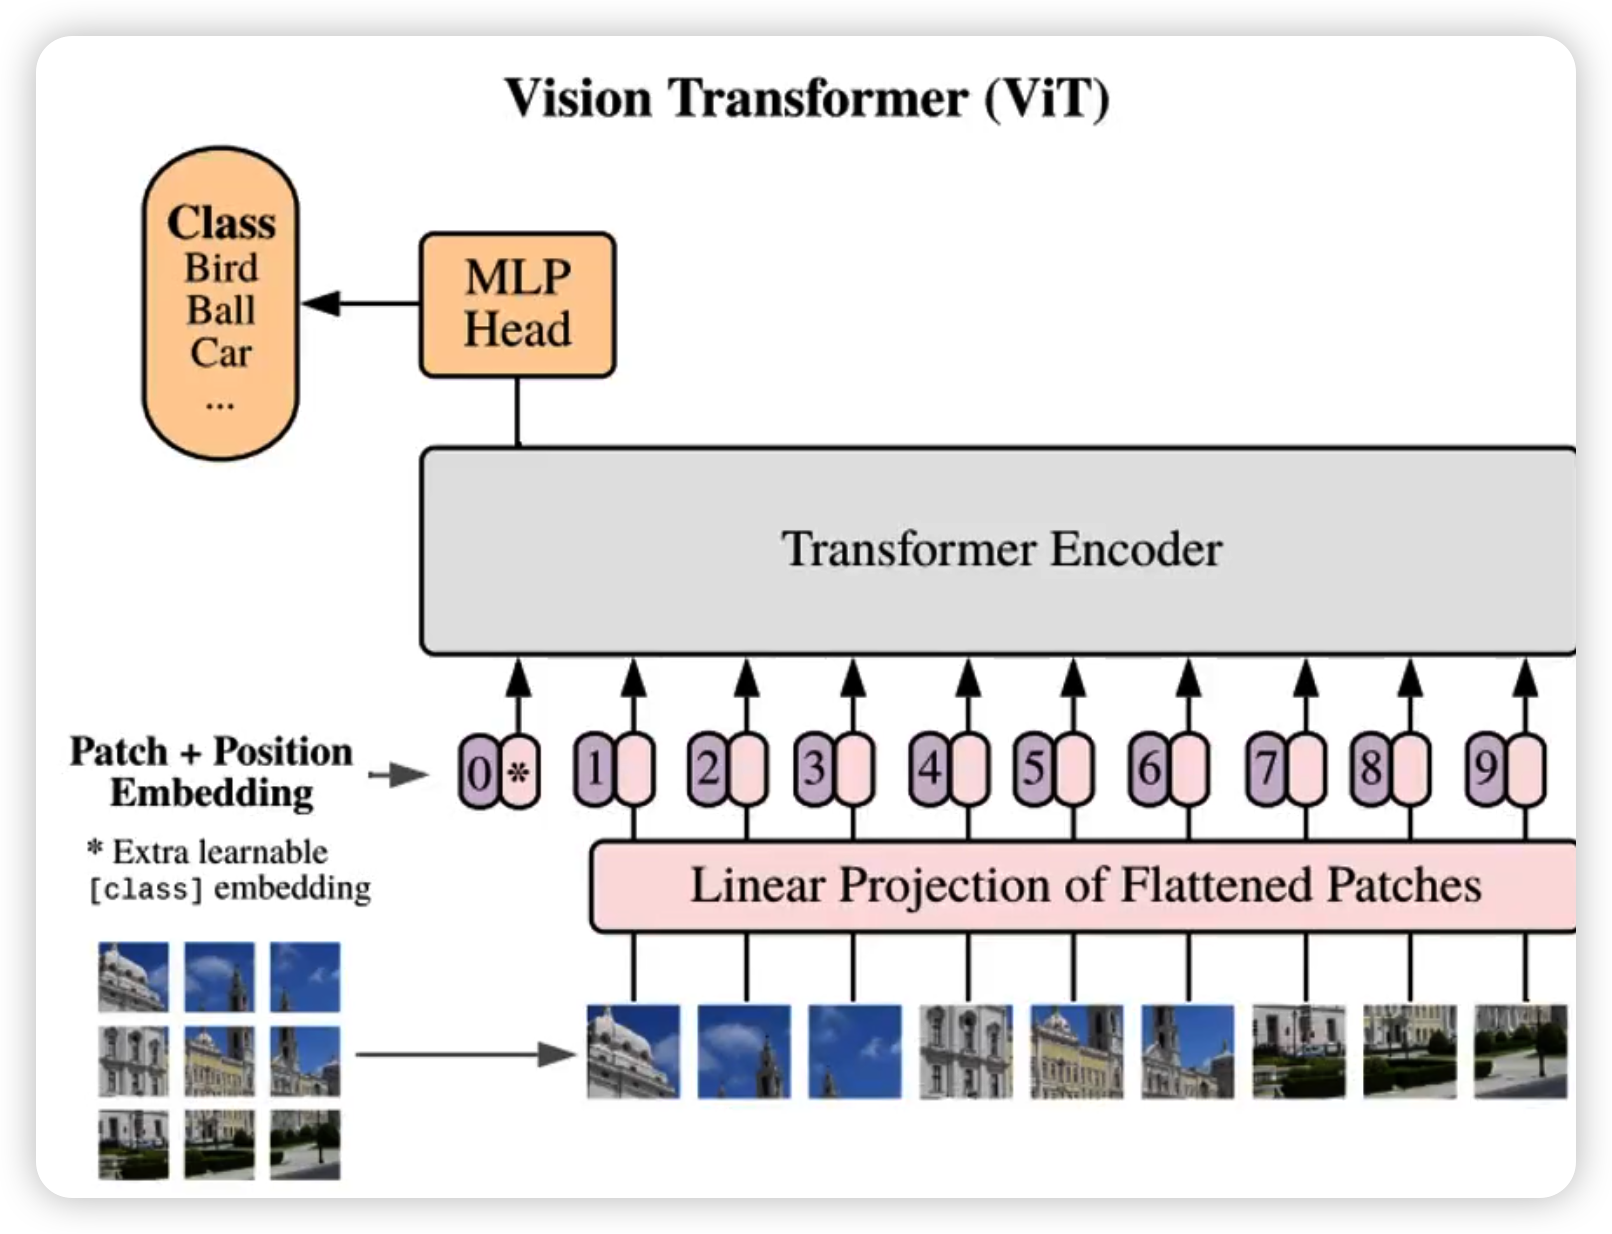 Vision Transformer (ViT)
Class
Bird
Ball
Car
...
MLP
Head
Transformer Encoder
Patch + Position
Embedding
0 * 1 2 3 4 5 6 7 8 9
* Extra learnable
[class] embedding
Linear Projection of Flattened Patches